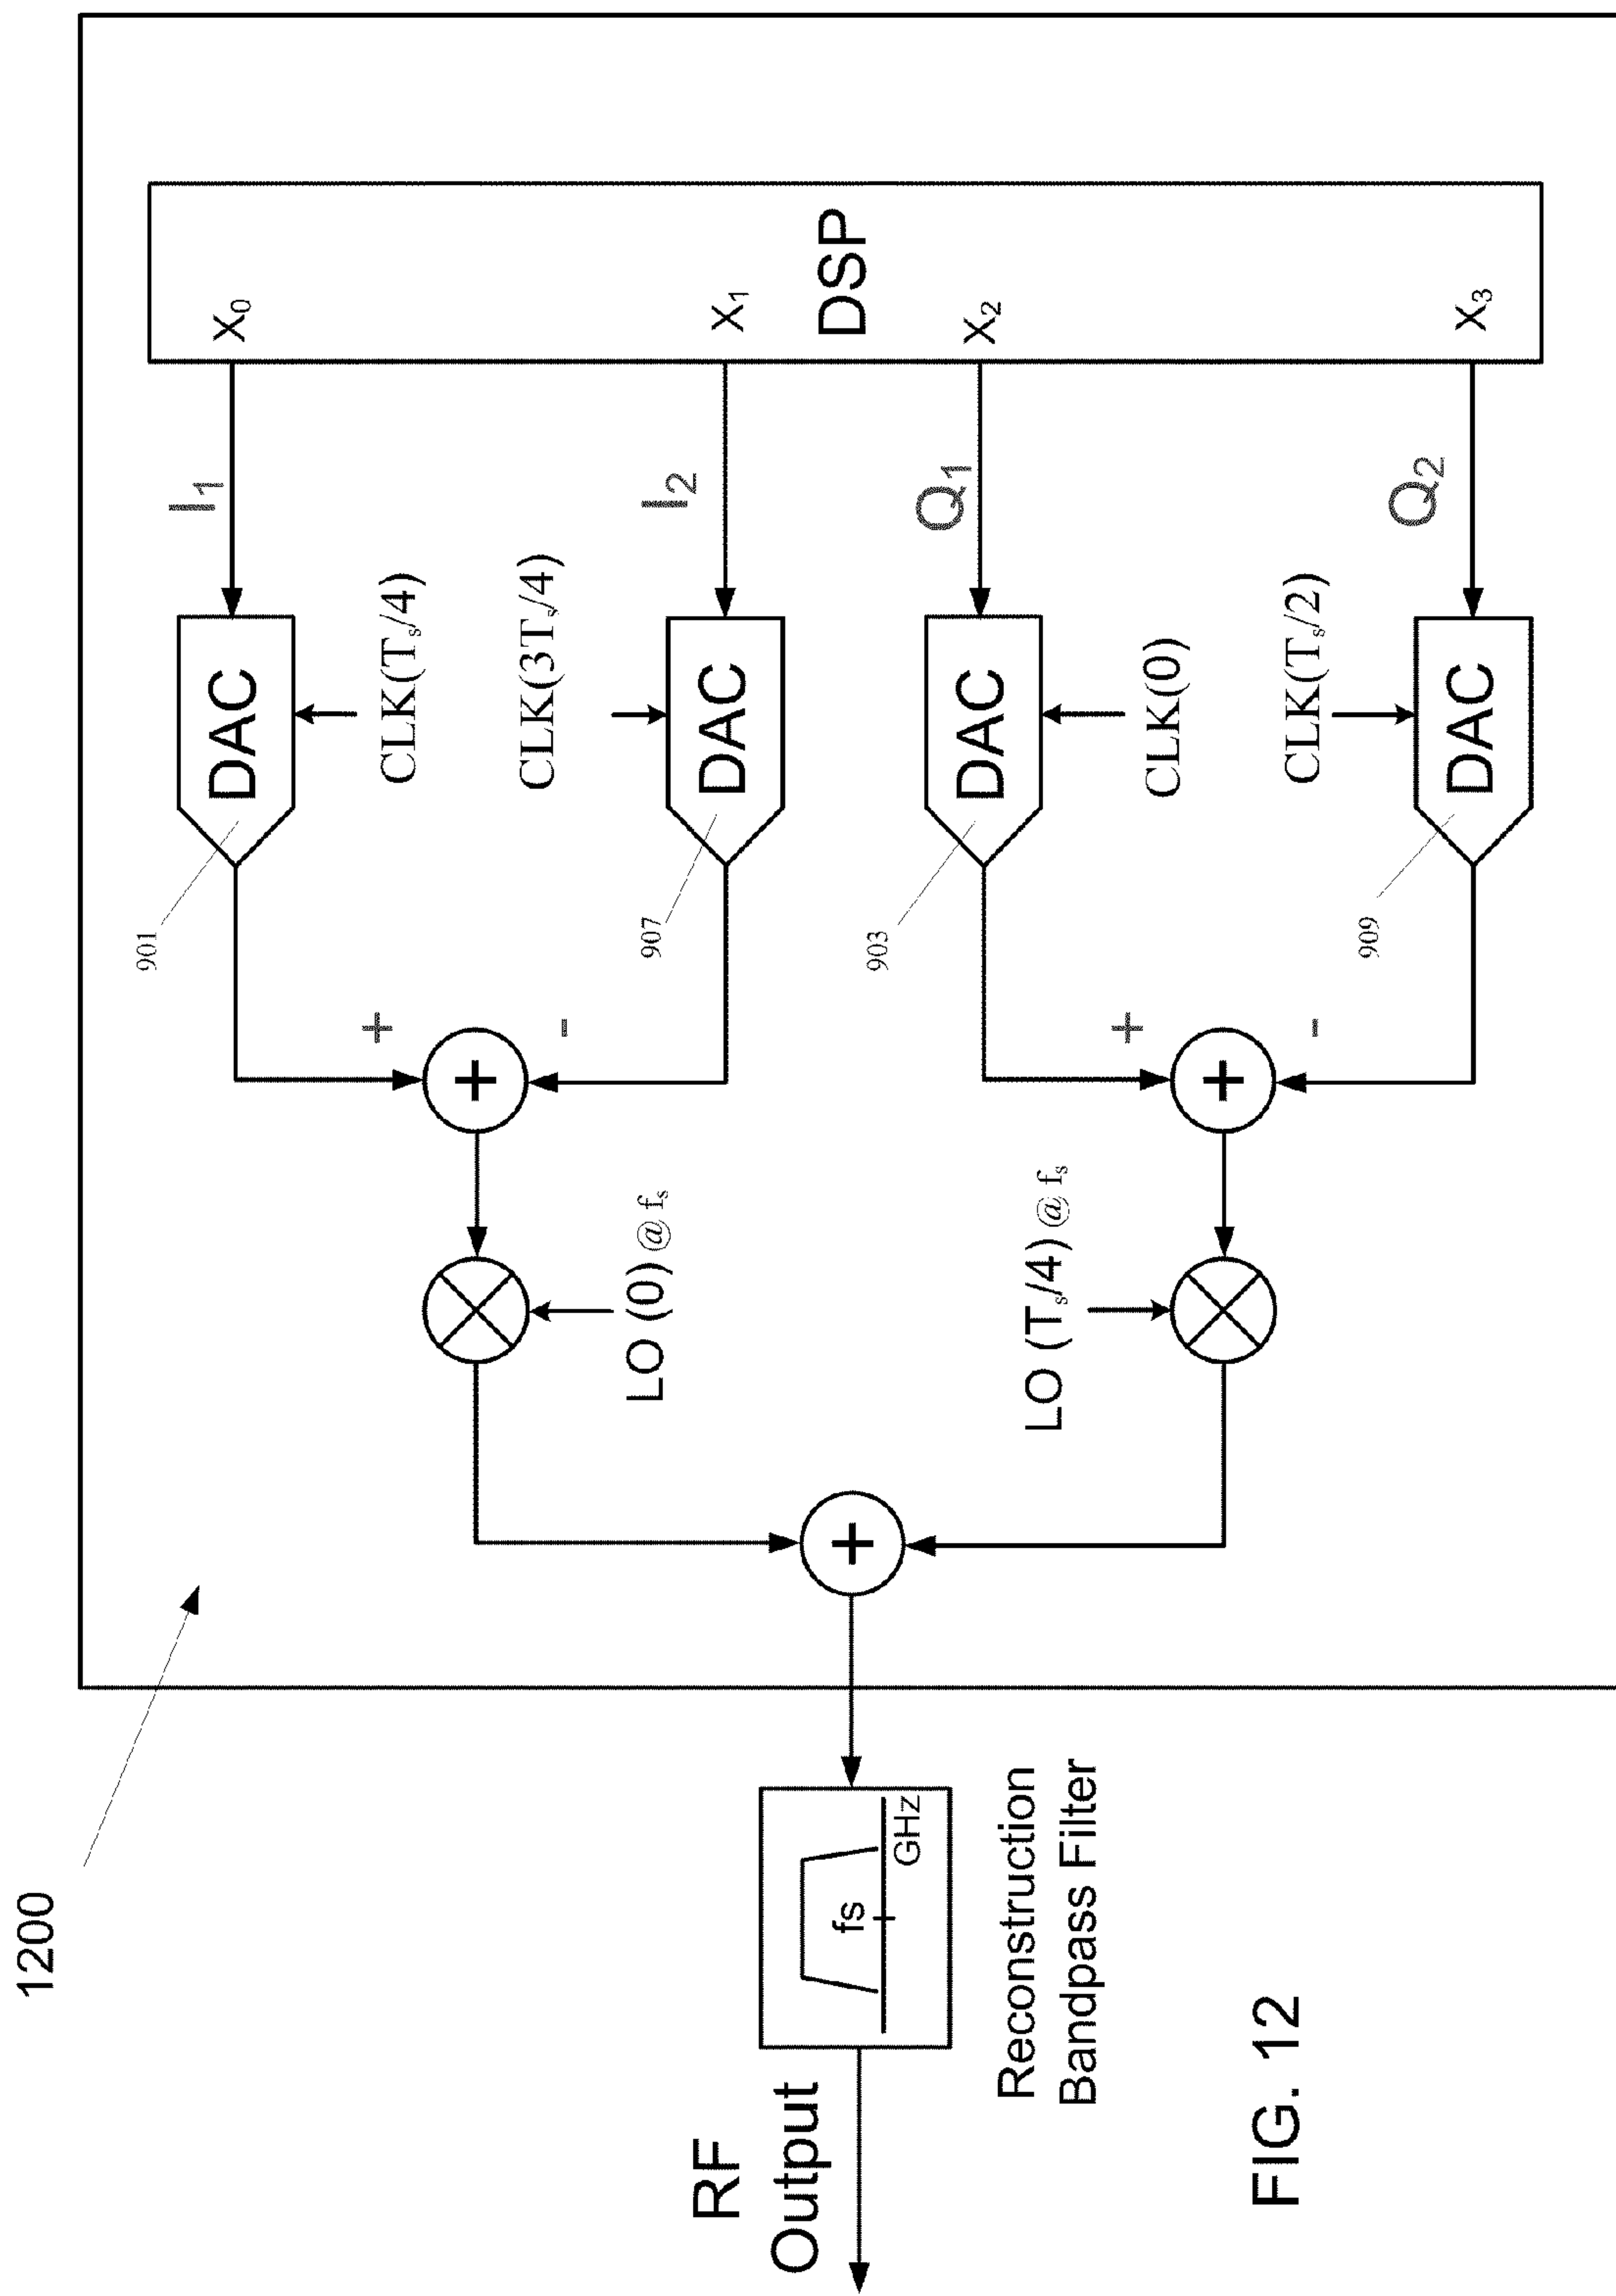 1200
X₀
X₁
DSP
X₂
X₃
I₁
I₂
Q₁
Q₂
DAC
CLK(Tₛ/4)
CLK(3Tₛ/4)
DAC
DAC
CLK(0)
CLK(Tₛ/2)
DAC
901
907
903
909
+
-
+
-
+
+
LO (0) @ fₛ
LO (Tₛ/4) @ fₛ
+
fs
GHz
Reconstruction
Bandpass Filter
RF
Output
FIG. 12